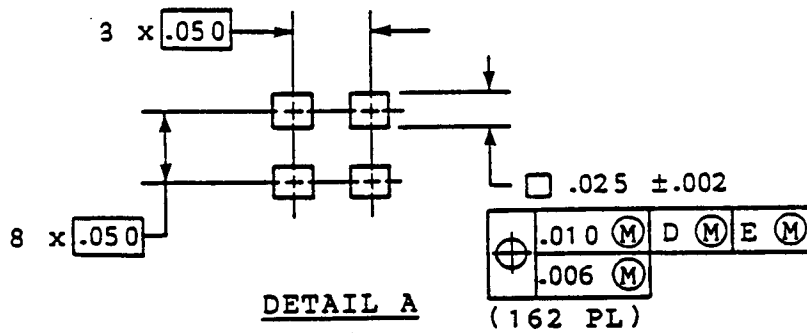 3 x .050
□ .025 ±.002
8 x .050
⌖ .010 Ⓜ D Ⓜ E Ⓜ
.006 Ⓜ
DETAIL A
(162 PL)